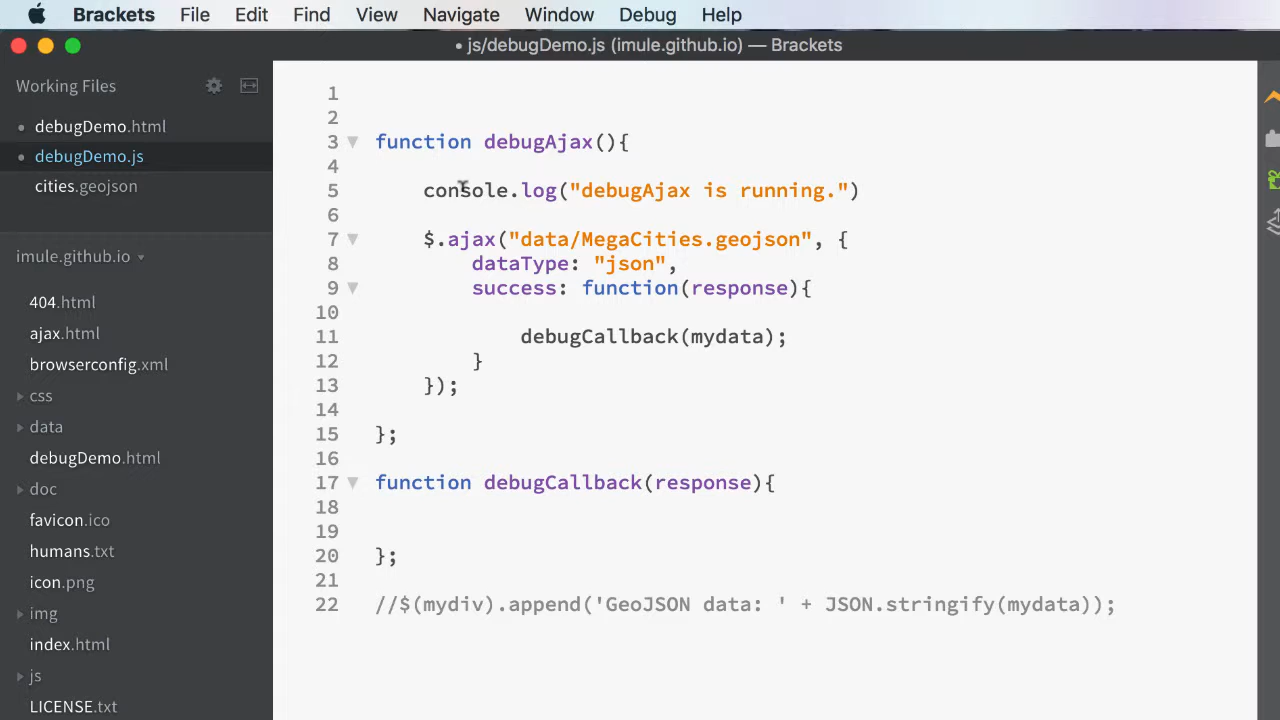 Brackets File Edit Find View Navigate Window Debug Help
• js/debugDemo.js (imule.github.io) — Brackets
Working Files
• debugDemo.html
• debugDemo.js
cities.geojson
imule.github.io
404.html
ajax.html
browserconfig.xml
css
data
debugDemo.html
doc
favicon.ico
humans.txt
icon.png
img
index.html
js
LICENSE.txt
1
2
3 function debugAjax(){
4
5 console.log("debugAjax is running.")
6
7 $.ajax("data/MegaCities.geojson", {
8 dataType: "json",
9 success: function(response){
10
11 debugCallback(mydata);
12 }
13 });
14
15 };
16
17 function debugCallback(response){
18
19
20 };
21
22 //$(mydiv).append('GeoJSON data: ' + JSON.stringify(mydata));